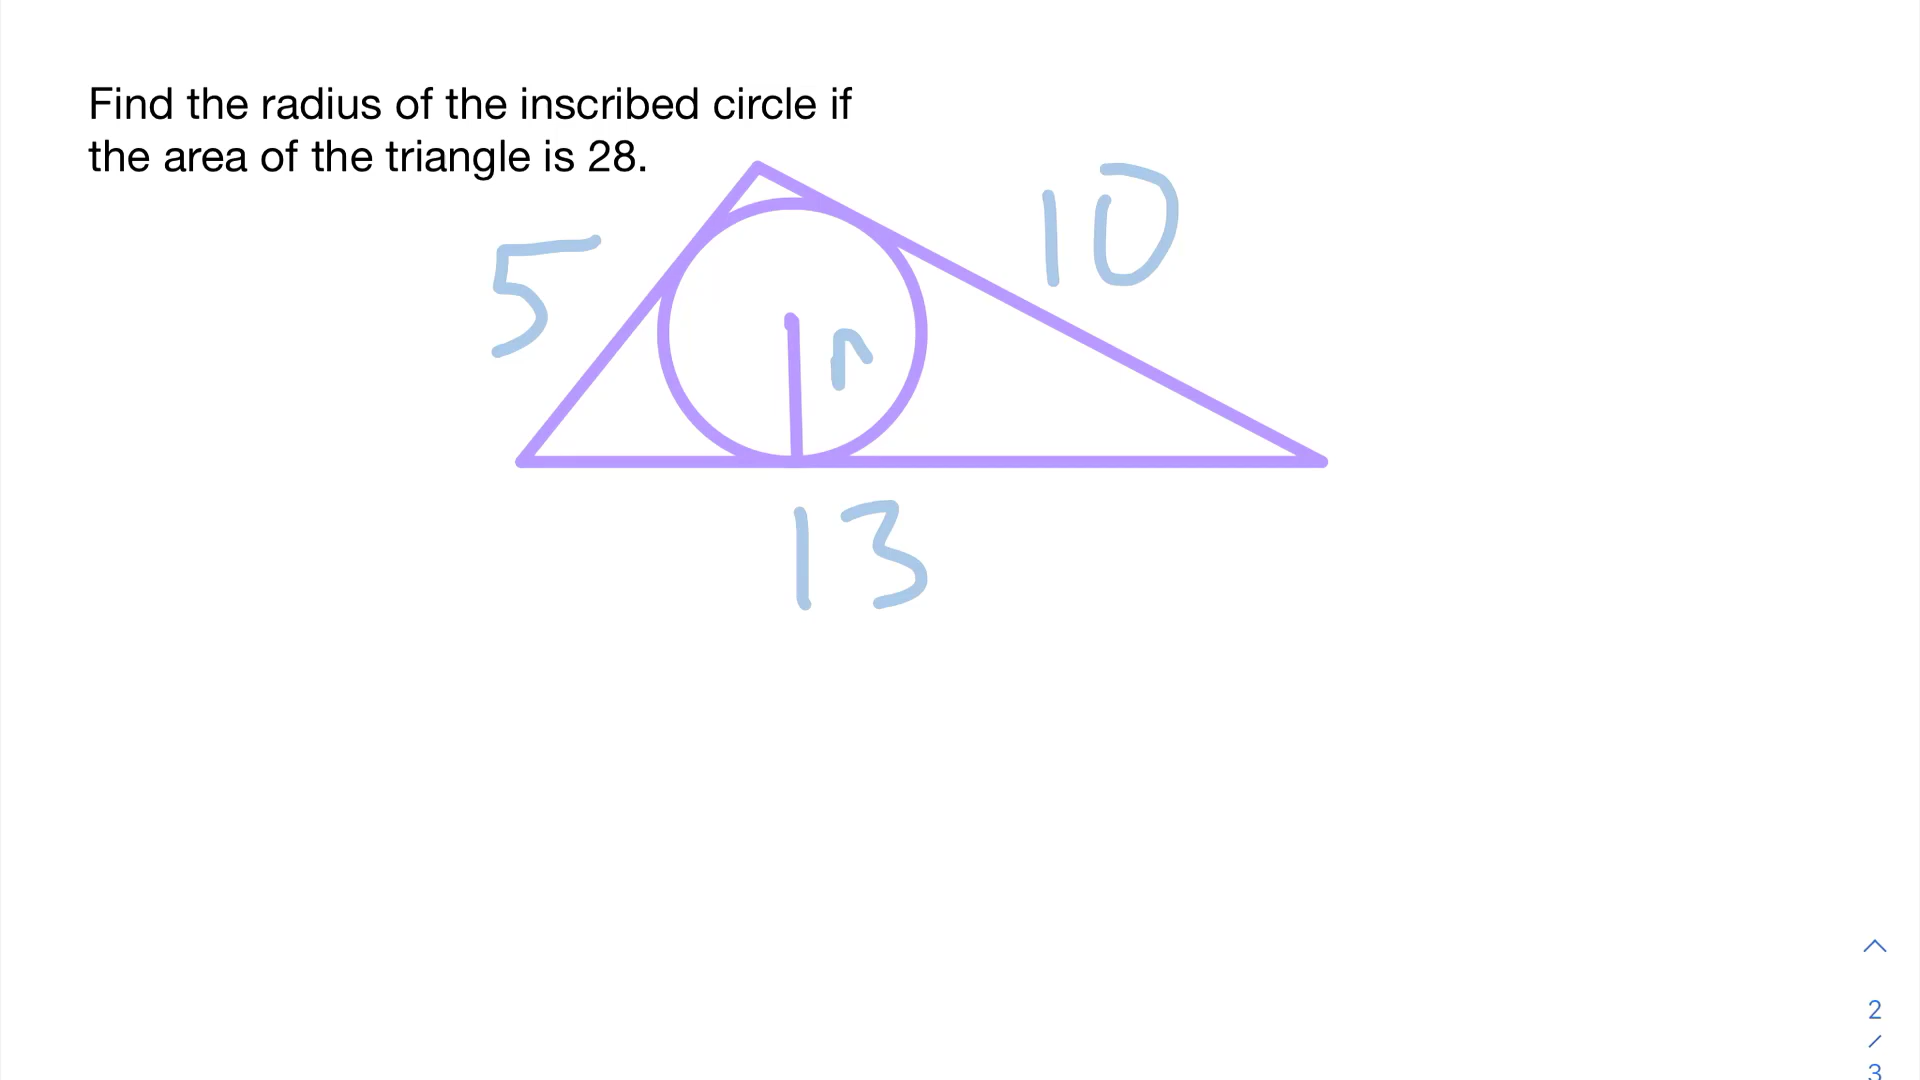 Find the radius of the inscribed circle if
the area of the triangle is 28.
5
10
r
13
2
/
3